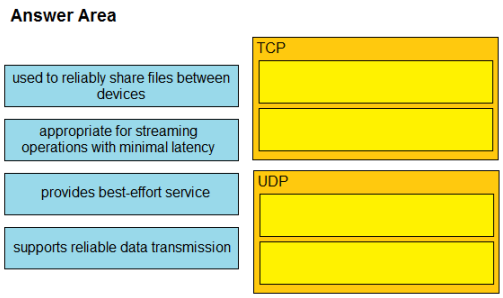 Answer Area
used to reliably share files between
devices
appropriate for streaming
operations with minimal latency
provides best-effort service
supports reliable data transmission
TCP
UDP